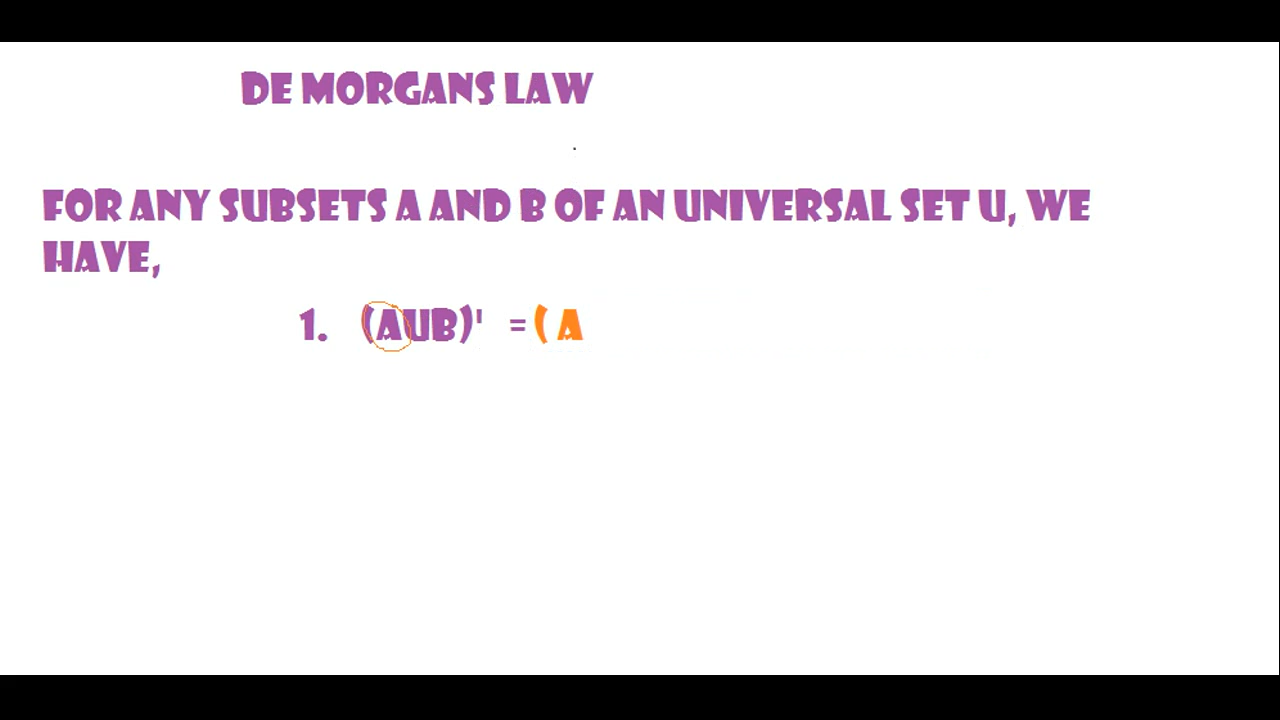 DE MORGANS LAW
FOR ANY SUBSETS A AND B OF AN UNIVERSAL SET U, WE
HAVE,
1. (AUB)' = ( A